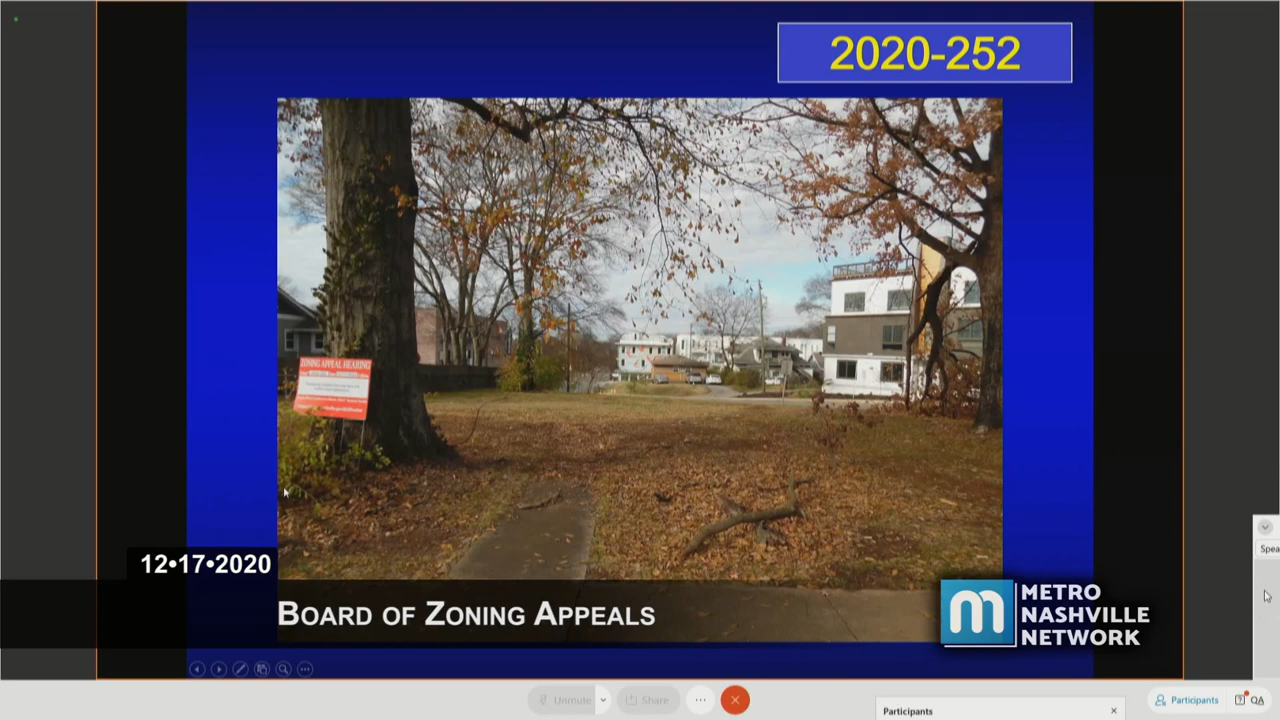 2020-252
ZONING APPEAL HEARING
12•17•2020
BOARD OF ZONING APPEALS
m
METRO
NASHVILLE
NETWORK
Spea
Unmute
Share
Participants
Participants
QA